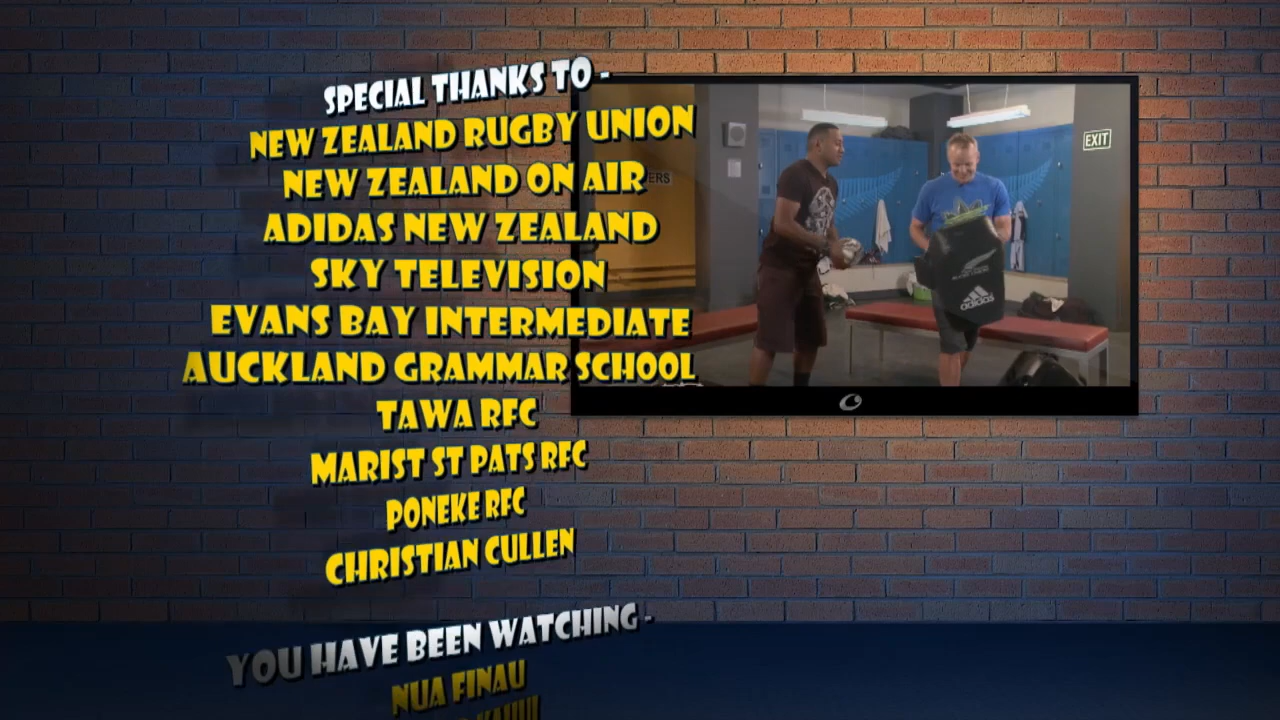 SPECIAL THANKS TO -
NEW ZEALAND RUGBY UNION
NEW ZEALAND ON AIR
ADIDAS NEW ZEALAND
SKY TELEVISION
EVANS BAY INTERMEDIATE
AUCKLAND GRAMMAR SCHOOL
TAWA RFC
MARIST ST PATS RFC
PONEKE RFC
CHRISTIAN CULLEN
YOU HAVE BEEN WATCHING -
NUA FINAU
EXIT
adidas